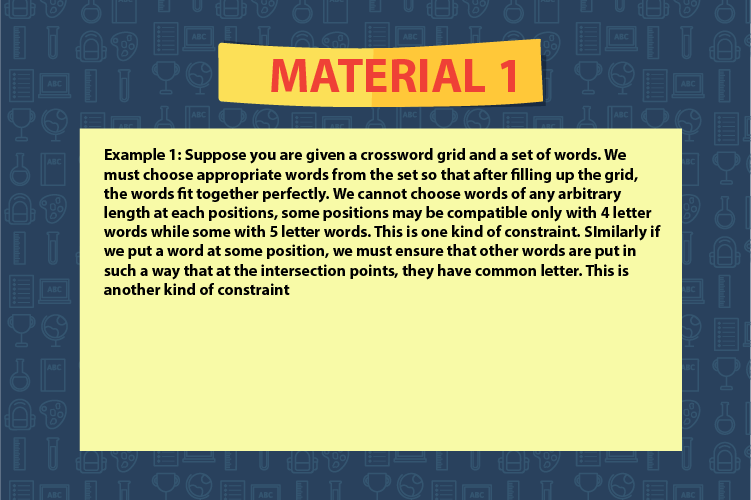 MATERIAL 1
Example 1: Suppose you are given a crossword grid and a set of words. We
must choose appropriate words from the set so that after filling up the grid,
the words fit together perfectly. We cannot choose words of any arbitrary
length at each positions, some positions may be compatible only with 4 letter
words while some with 5 letter words. This is one kind of constraint. SImilarly if
we put a word at some position, we must ensure that other words are put in
such a way that at the intersection points, they have common letter. This is
another kind of constraint